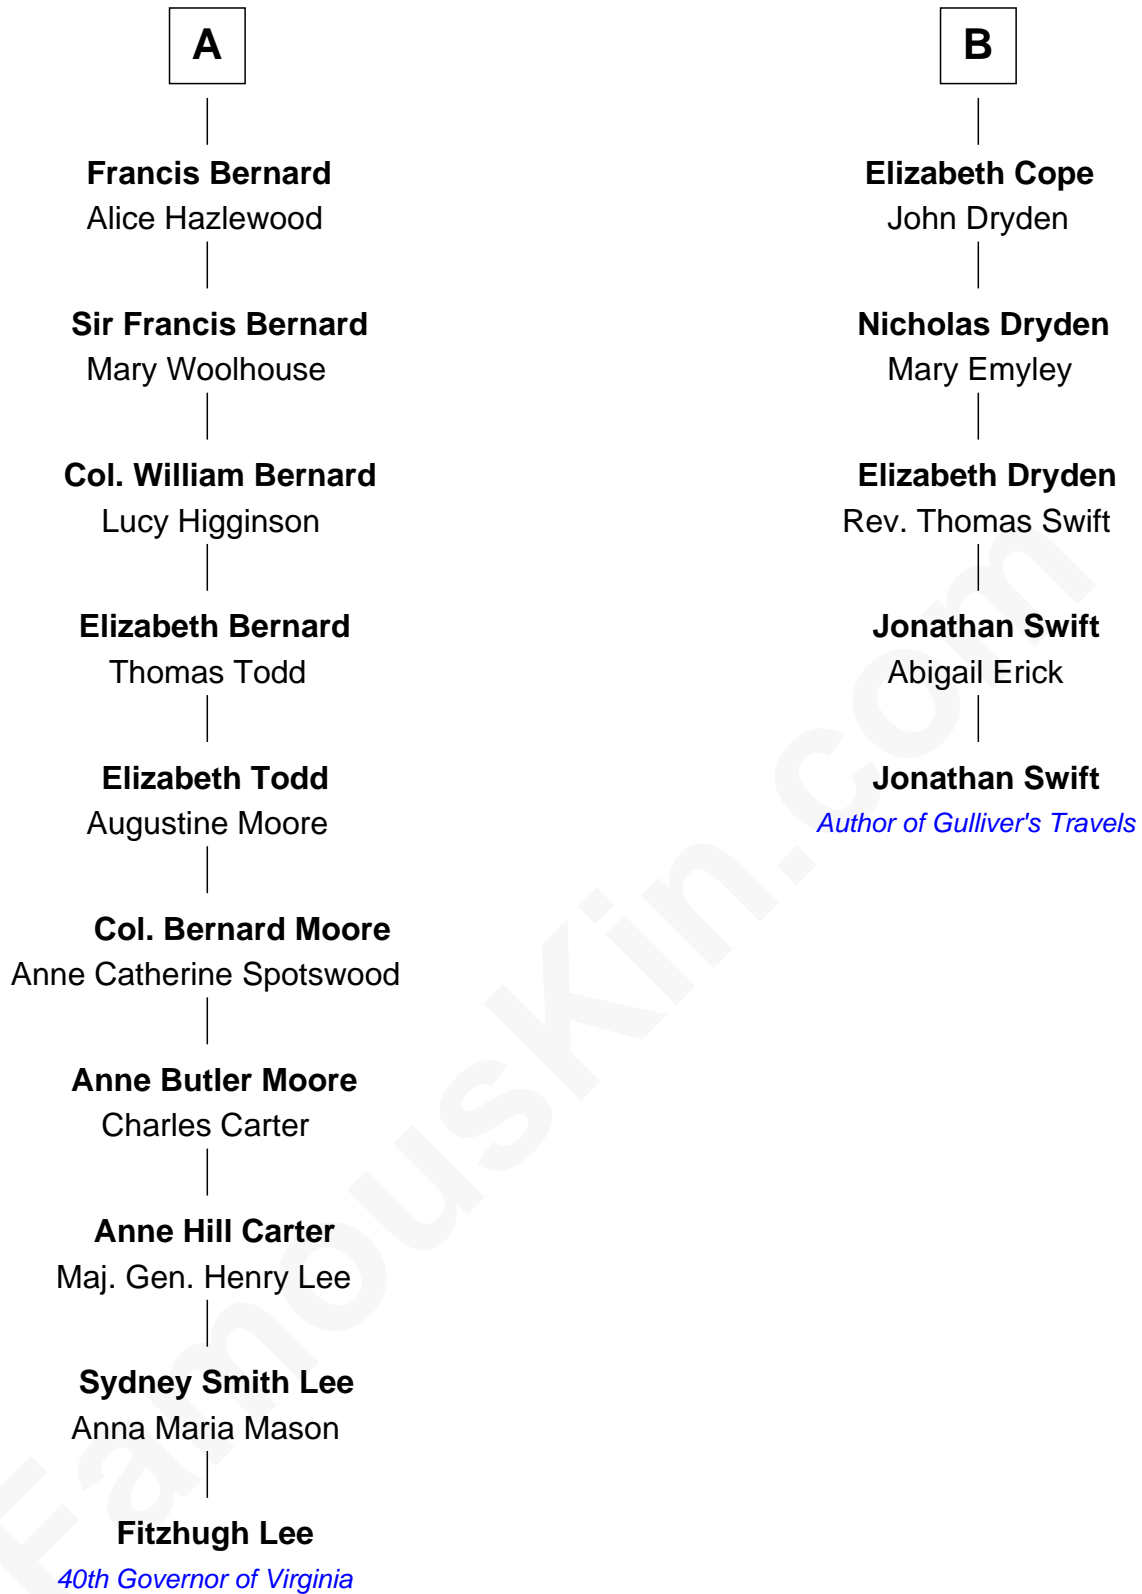 A
Francis Bernard
Alice Hazlewood
Sir Francis Bernard
Mary Woolhouse
Col. William Bernard
Lucy Higginson
Elizabeth Bernard
Thomas Todd
Elizabeth Todd
Augustine Moore
Col. Bernard Moore
Anne Catherine Spotswood
Anne Butler Moore
Charles Carter
Anne Hill Carter
Maj. Gen. Henry Lee
Sydney Smith Lee
Anna Maria Mason
Fitzhugh Lee
40th Governor of Virginia
B
Elizabeth Cope
John Dryden
Nicholas Dryden
Mary Emyley
Elizabeth Dryden
Rev. Thomas Swift
Jonathan Swift
Abigail Erick
Jonathan Swift
Author of Gulliver's Travels
FamousKin.com